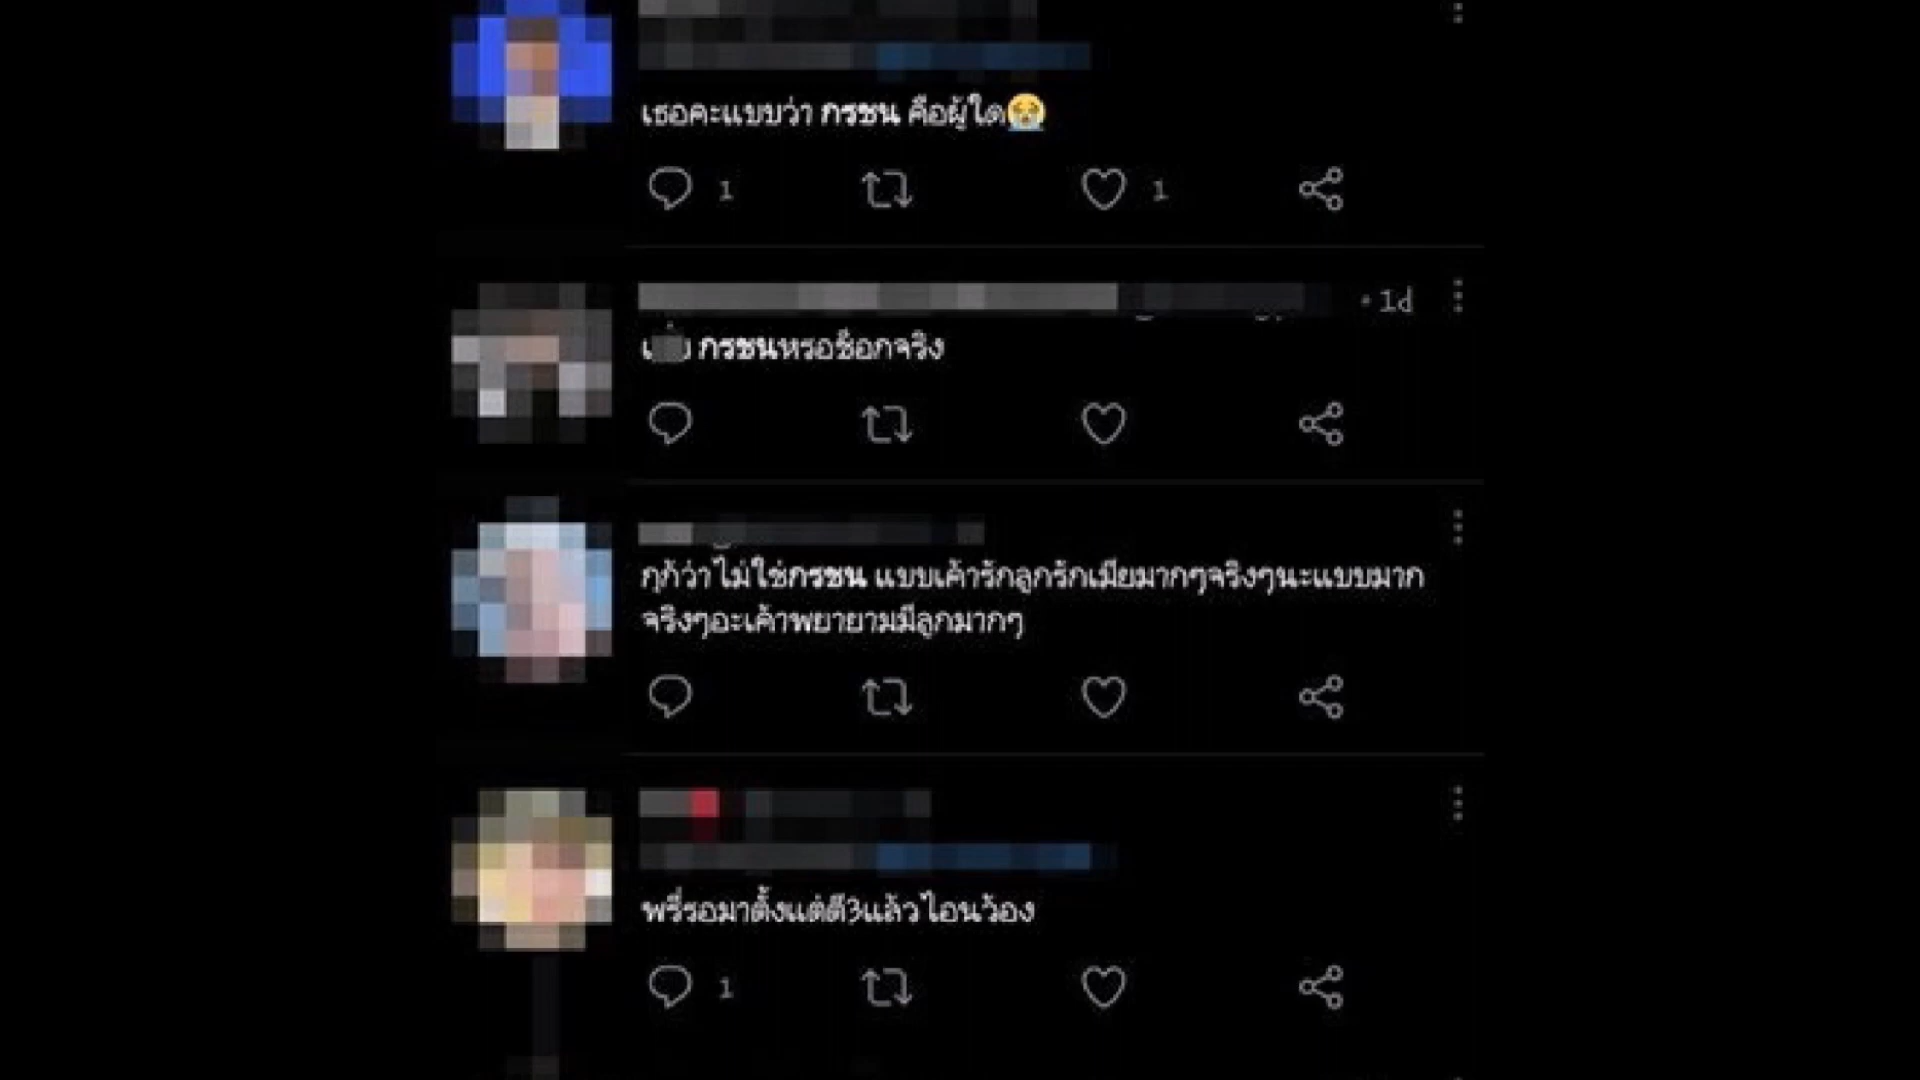 เธอคะแบบว่า กรชน คือผู้ใด😭
1
1
• 1d
กรชนหรอช็อกจริง
กุก้ว่าไม่ใช่กรชน แบบเค้ารักลูกรักเมียมากๆจริงๆนะแบบมาก
จริงๆอะเค้าพยายามมีลูกมากๆ
พรี่รอมาตั้งแต่ตี3แล้วไอนว้อง
1